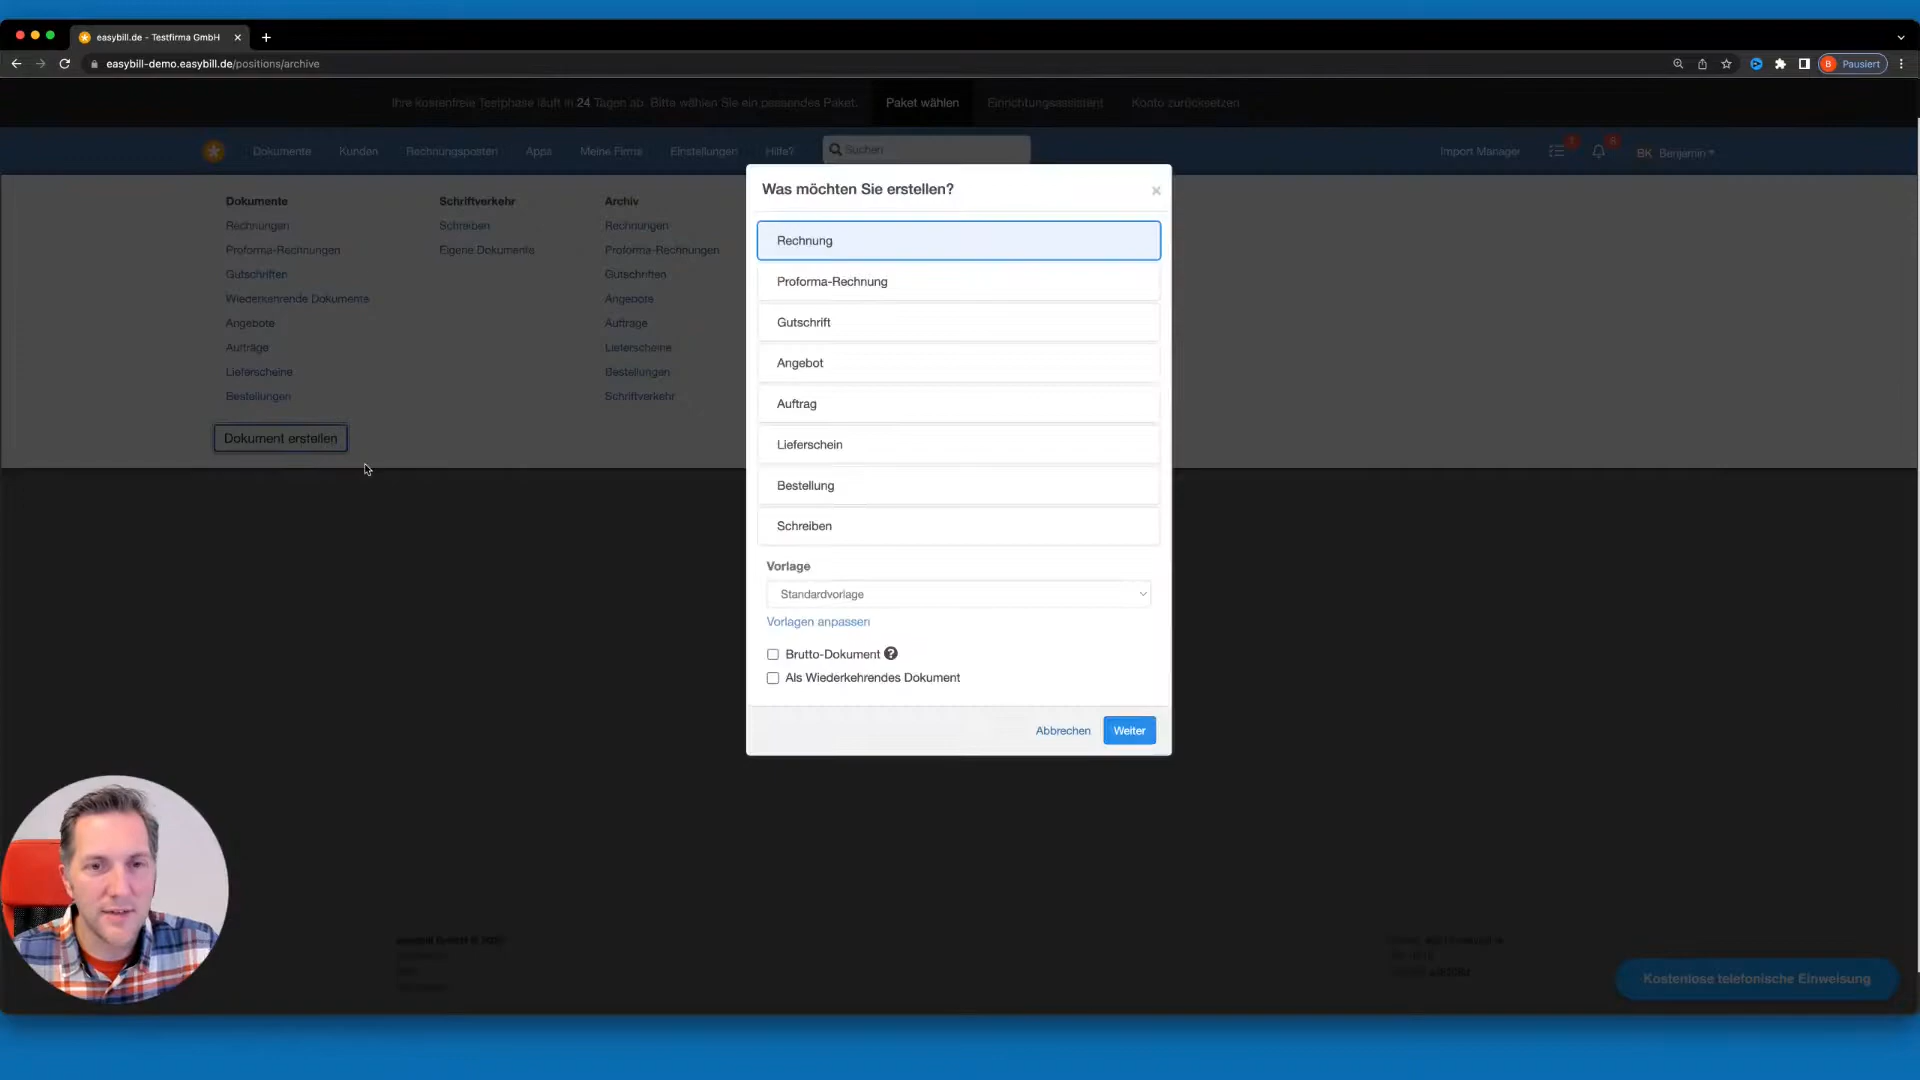 easybill.de - Testfirma GmbH
easybill-demo.easybill.de/positions/archive
B Pausiert
Ihre kostenfreie Testphase läuft in 24 Tagen ab. Bitte wählen Sie ein passendes Paket.
Paket wählen
Einrichtungsassistent
Konto zurücksetzen
Dokumente
Kunden
Rechnungsposten
Apps
Meine Firma
Einstellungen
Hilfe?
Suchen
Import Manager
8
BK Benjamin
Dokumente
Rechnungen
Proforma-Rechnungen
Gutschriften
Wiederkehrende Dokumente
Angebote
Aufträge
Lieferscheine
Bestellungen
Dokument erstellen
Schriftverkehr
Schreiben
Eigene Dokumente
Archiv
Rechnungen
Proforma-Rechnungen
Gutschriften
Angebote
Aufträge
Lieferscheine
Bestellungen
Schriftverkehr
Was möchten Sie erstellen?
Rechnung
Proforma-Rechnung
Gutschrift
Angebot
Auftrag
Lieferschein
Bestellung
Schreiben
Vorlage
Standardvorlage
Vorlagen anpassen
Brutto-Dokument ?
Als Wiederkehrendes Dokument
Abbrechen
Weiter
Kostenlose telefonische Einweisung